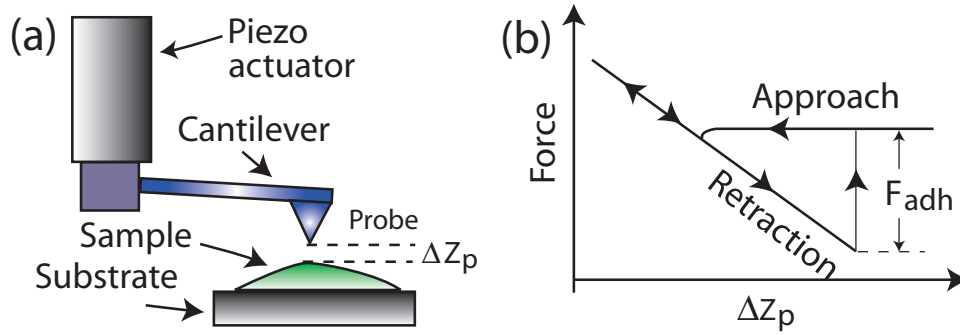 (a)
Piezo
actuator
Cantilever
Probe
Sample
ΔZp
Substrate
(b)
Force
Approach
Retraction
Fadh
ΔZp